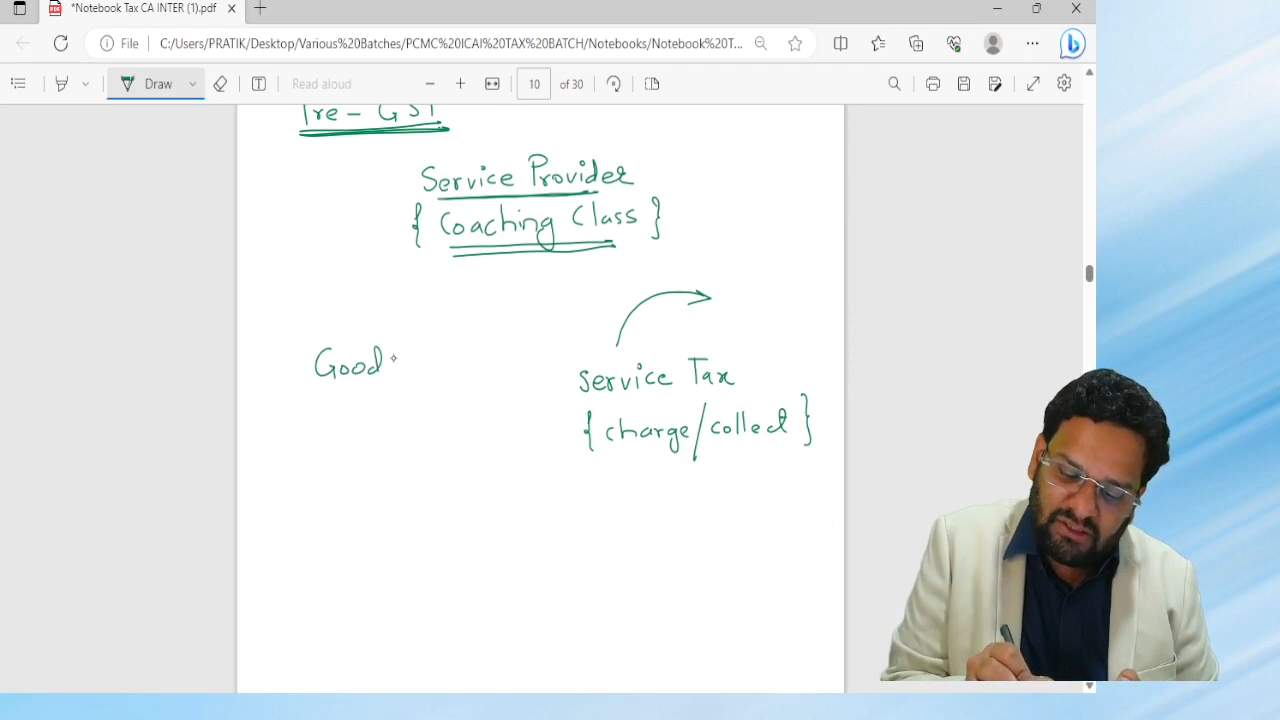 *Notebook Tax CA INTER (1).pdf
File
C:/Users/PRATIK/Desktop/Various%20Batches/PCMC%20ICAI%20TAX%20BATCH/Notebooks/Notebook%20T...
Draw
Read aloud
10 of 30
Pre - GST
Service Provider
{ Coaching Class }
Good
Service Tax
{ charge/collect }